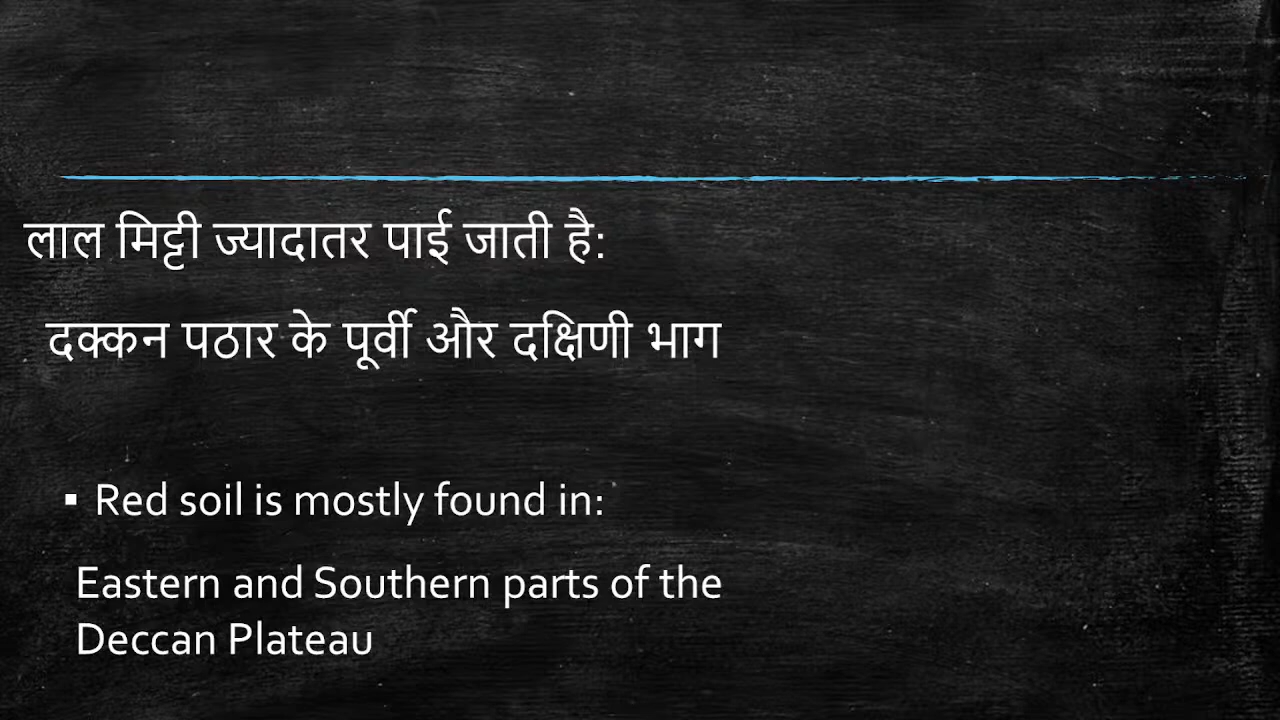 लाल मिट्टी ज्यादातर पाई जाती है:
दक्कन पठार के पूर्वी और दक्षिणी भाग
▪ Red soil is mostly found in:
Eastern and Southern parts of the
Deccan Plateau